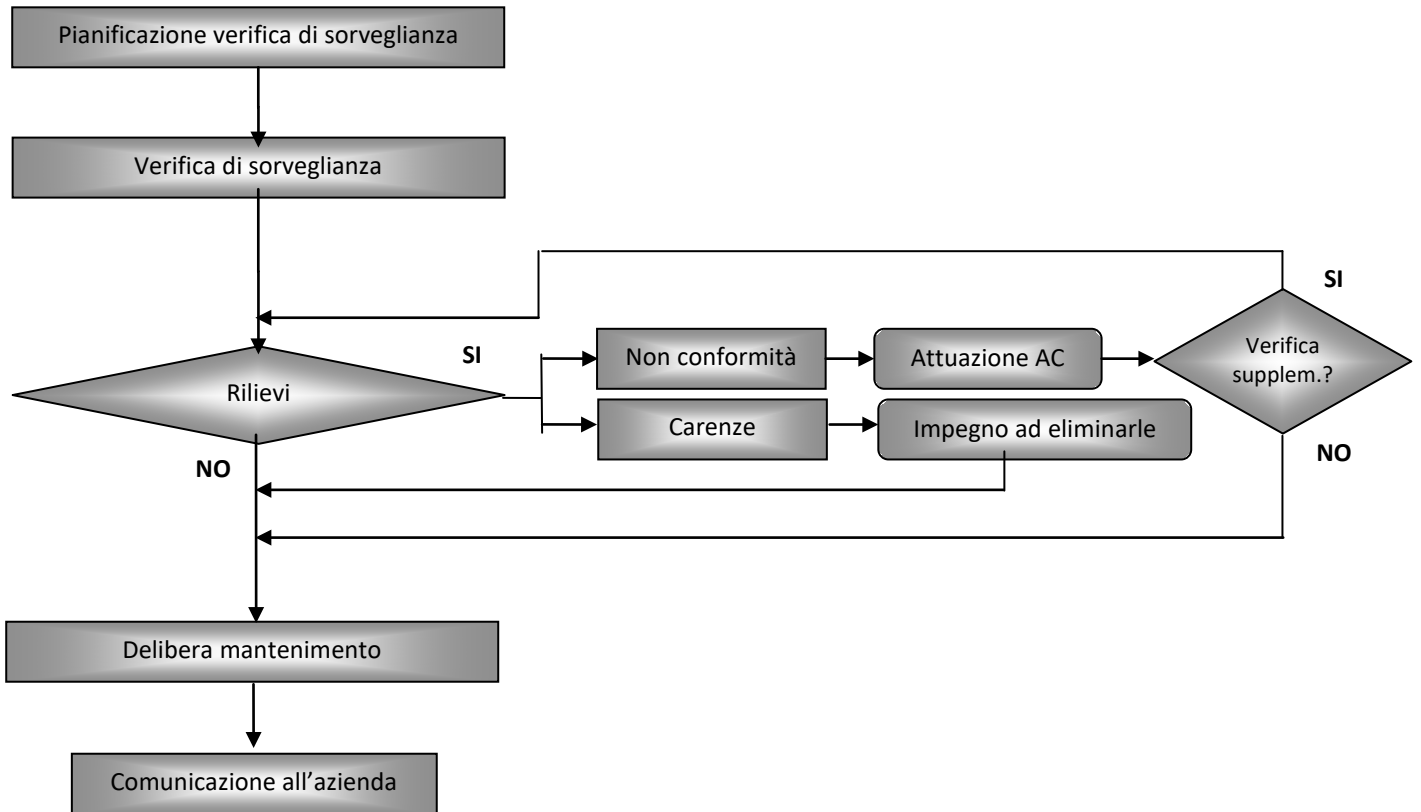 Pianificazione verifica di sorveglianza
Verifica di sorveglianza
SI
SI
Non conformità
Attuazione AC
Verifica
supplem.?
Rilievi
Carenze
Impegno ad eliminarle
NO
NO
Delibera mantenimento
Comunicazione all’azienda